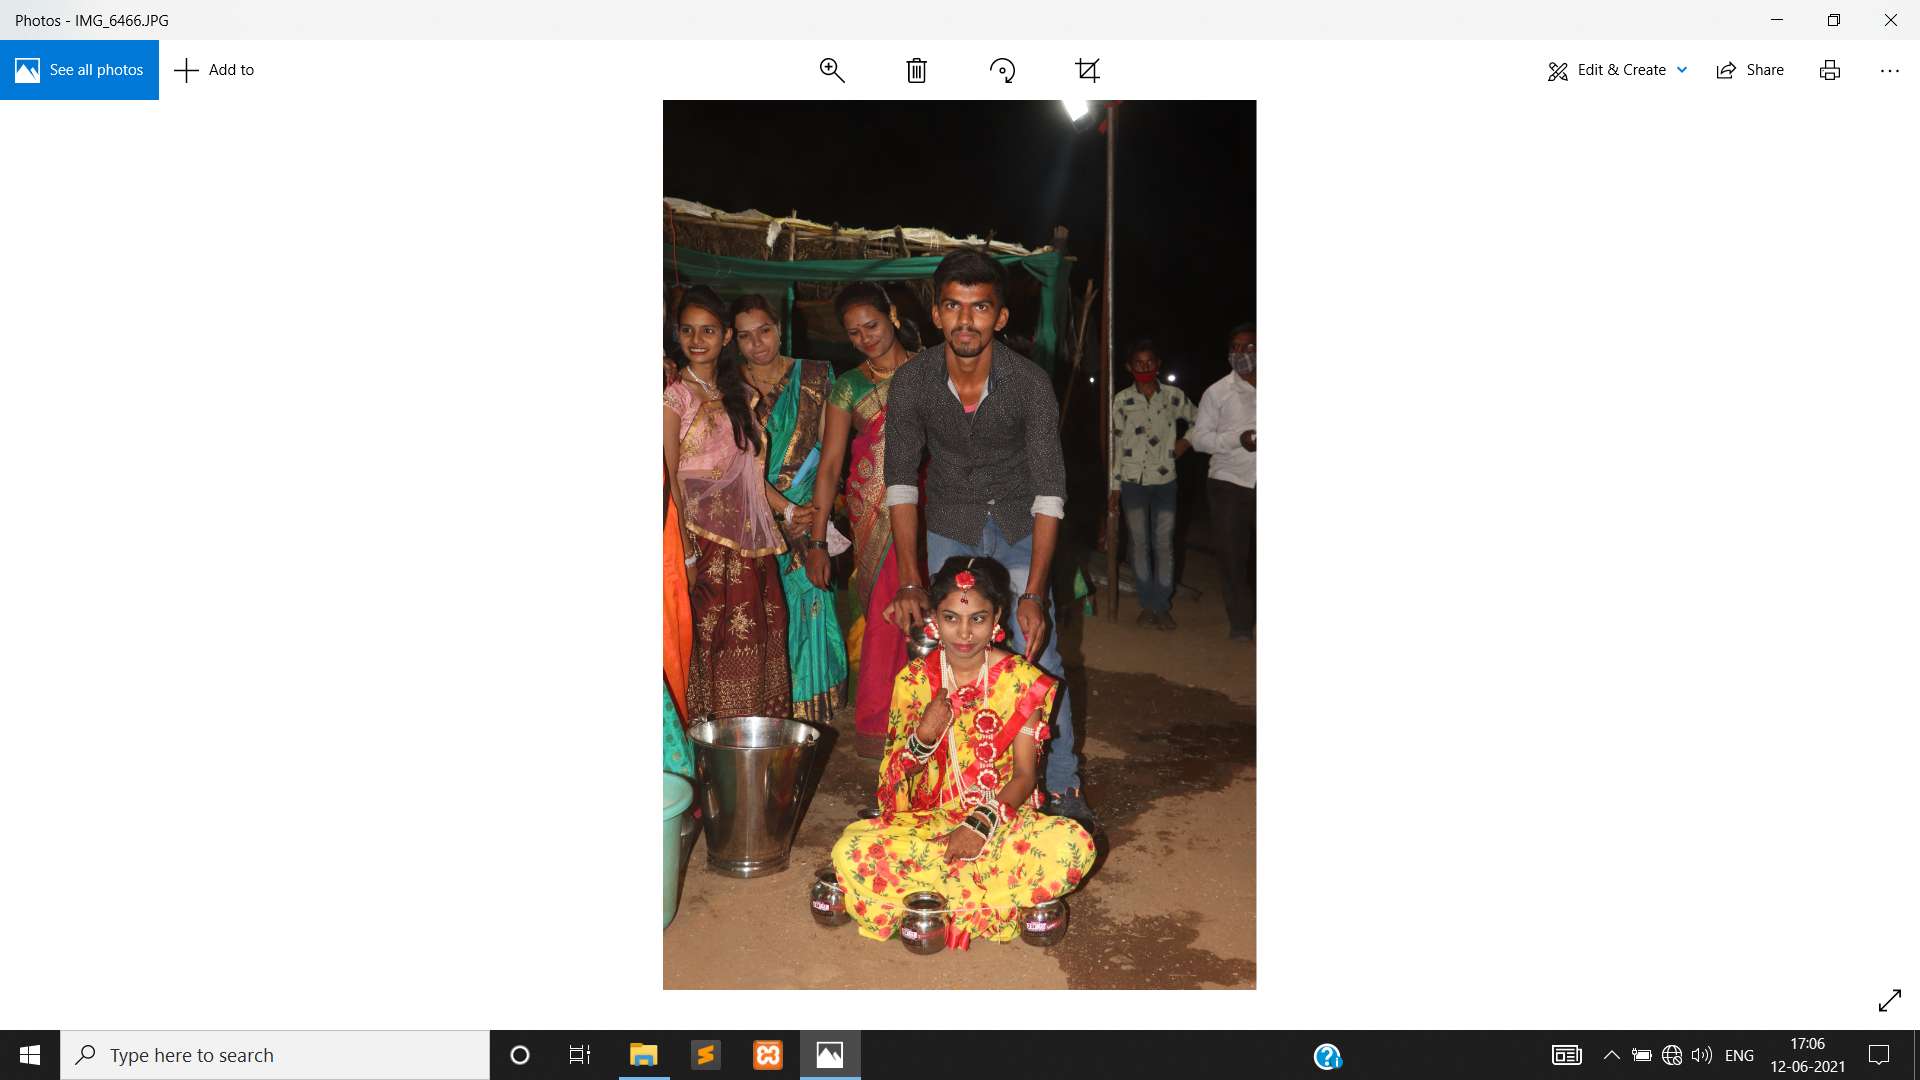 Photos - IMG_6466.JPG
See all photos
Add to
Edit & Create
Share
Type here to search
ENG
17:06
12-06-2021